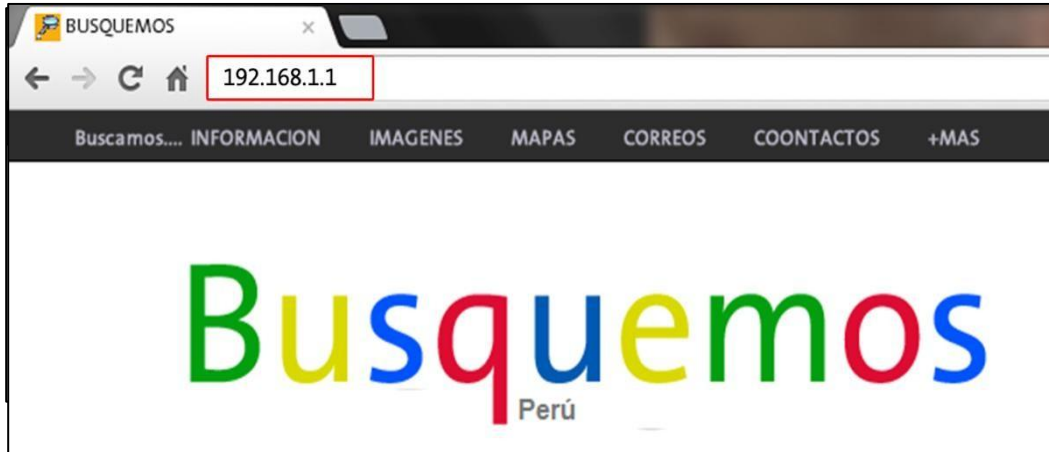 BUSQUEMOS
192.168.1.1
Buscamos.... INFORMACION IMAGENES MAPAS CORREOS COONTACTOS +MAS
Busquemos
Perú